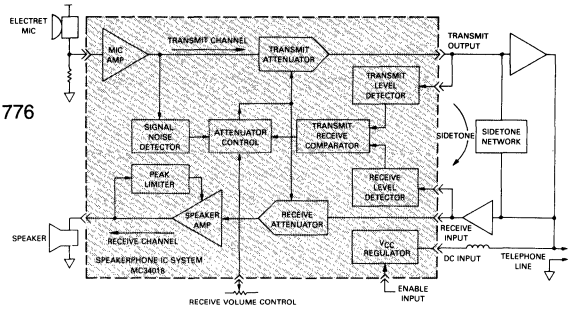 ELECTRET
MIC
MIC
AMP
TRANSMIT CHANNEL
TRANSMIT
ATTENUATOR
TRANSMIT
OUTPUT
TRANSMIT
LEVEL
DETECTOR
776
SIGNAL
NOISE
DETECTOR
ATTENUATOR
CONTROL
TRANSMIT
RECEIVE
COMPARATOR
SIDETONE
SIDETONE
NETWORK
PEAK
LIMITER
RECEIVE
LEVEL
DETECTOR
SPEAKER
SPEAKER
AMP
RECEIVE
ATTENUATOR
RECEIVE
INPUT
RECEIVE CHANNEL
VCC
REGULATOR
DC INPUT
TELEPHONE
LINE
SPEAKERPHONE IC SYSTEM
MC34018
RECEIVE VOLUME CONTROL
ENABLE
INPUT